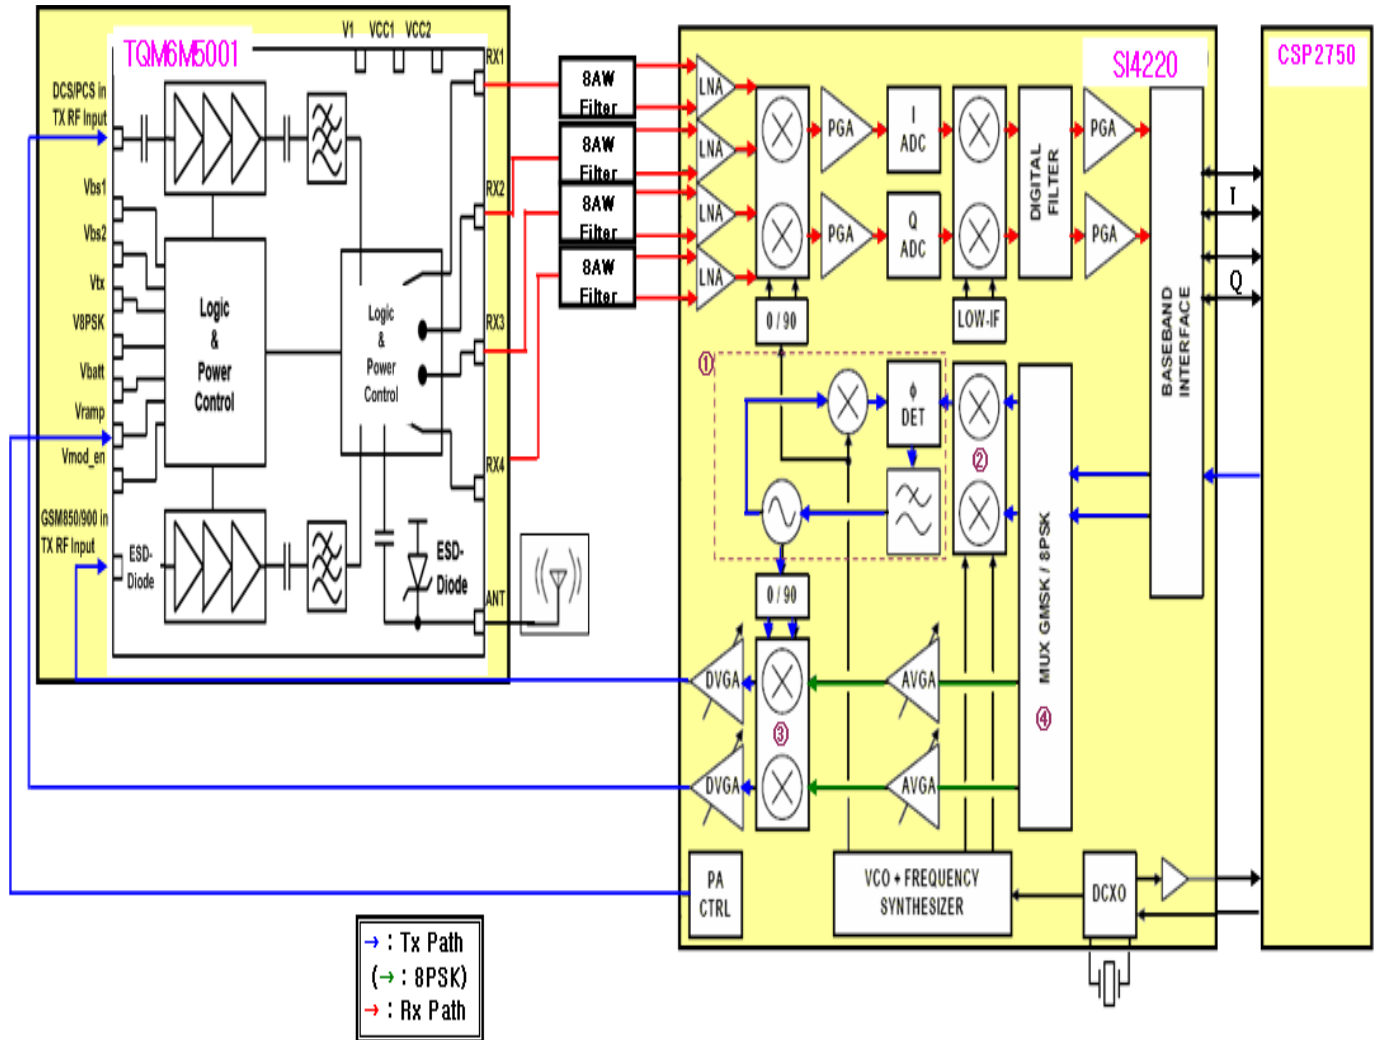 TQM6M5001
V1 VCC1 VCC2
RX1
DCS/PCS in
TX RF Input
Vbs1
Vbs2
Vtx
V8PSK
Vbatt
Vramp
Vmod_en
GSM850/900 in
TX RF Input
ESD-
Diode
Logic
&
Power
Control
Logic
&
Power
Control
RX2
RX3
RX4
ESD-
Diode
ANT
8AW
Filter
8AW
Filter
8AW
Filter
8AW
Filter
SI4220
LNA
LNA
LNA
LNA
PGA
I
ADC
PGA
PGA
Q
ADC
PGA
DIGITAL
FILTER
0 / 90
LOW-IF
BASEBAND
INTERFACE
①
ϕ
DET
②
MUX GMSK / 8PSK
④
0 / 90
DVGA
③
AVGA
DVGA
AVGA
PA
CTRL
VCO + FREQUENCY
SYNTHESIZER
DCXO
CSP2750
I
Q
→ : Tx Path
(→ : 8PSK)
→ : Rx Path